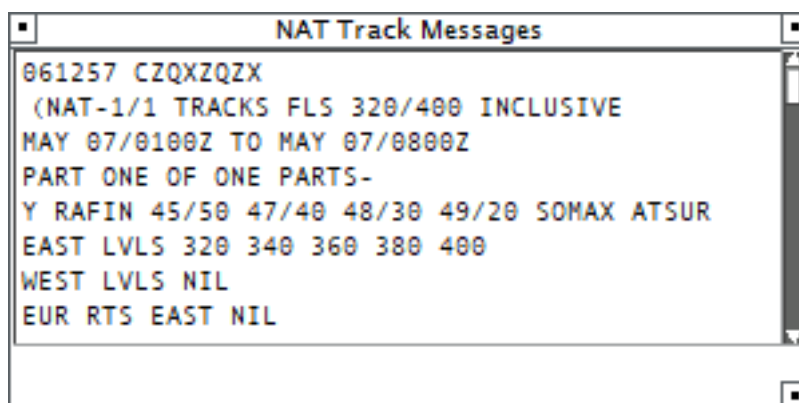 NAT Track Messages
061257 CZQXZQZX
(NAT-1/1 TRACKS FLS 320/400 INCLUSIVE
MAY 07/0100Z TO MAY 07/0800Z
PART ONE OF ONE PARTS-
Y RAFIN 45/50 47/40 48/30 49/20 SOMAX ATSUR
EAST LVLS 320 340 360 380 400
WEST LVLS NIL
EUR RTS EAST NIL